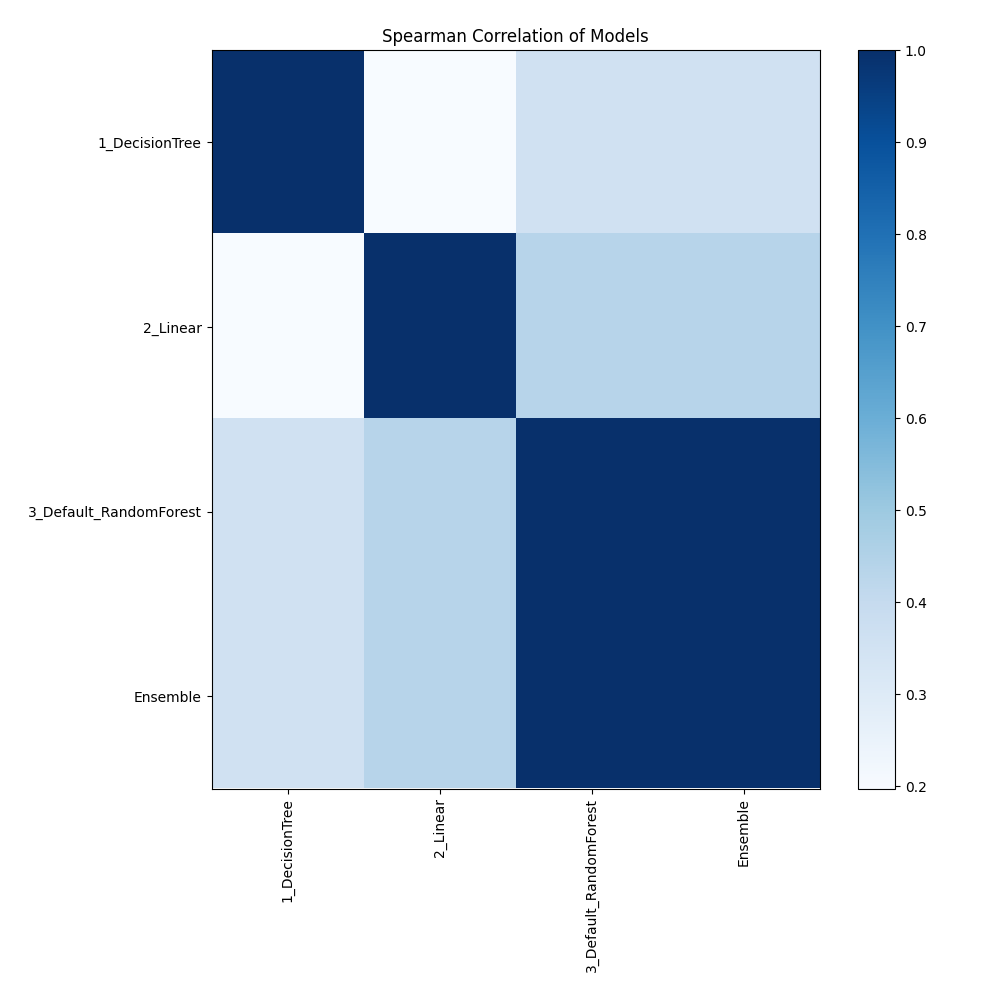 Spearman Correlation of Models
1_DecisionTree
2_Linear
3_Default_RandomForest
Ensemble
1_DecisionTree
2_Linear
3_Default_RandomForest
Ensemble
1.0
0.9
0.8
0.7
0.6
0.5
0.4
0.3
0.2